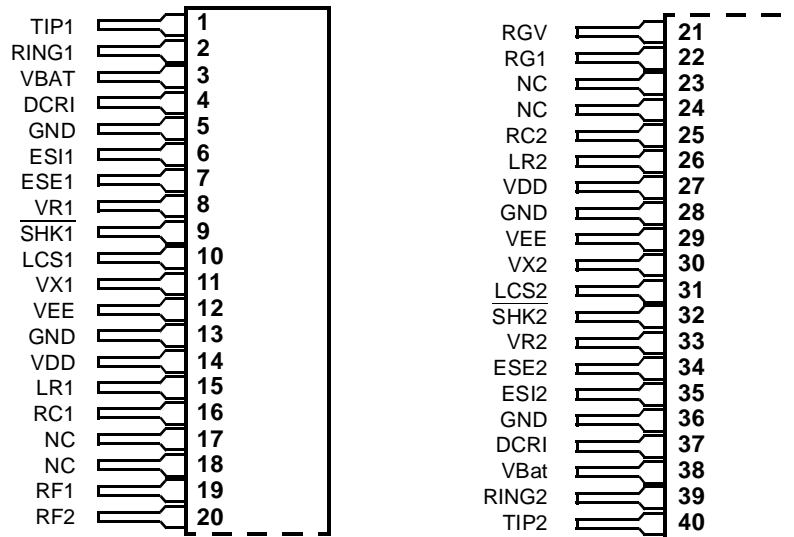 TIP1 1
RING1 2
VBAT 3
DCRI 4
GND 5
ESI1 6
ESE1 7
VR1 8
SHK1 9
LCS1 10
VX1 11
VEE 12
GND 13
VDD 14
LR1 15
RC1 16
NC 17
NC 18
RF1 19
RF2 20
RGV 21
RG1 22
NC 23
NC 24
RC2 25
LR2 26
VDD 27
GND 28
VEE 29
VX2 30
LCS2 31
SHK2 32
VR2 33
ESE2 34
ESI2 35
GND 36
DCRI 37
VBat 38
RING2 39
TIP2 40